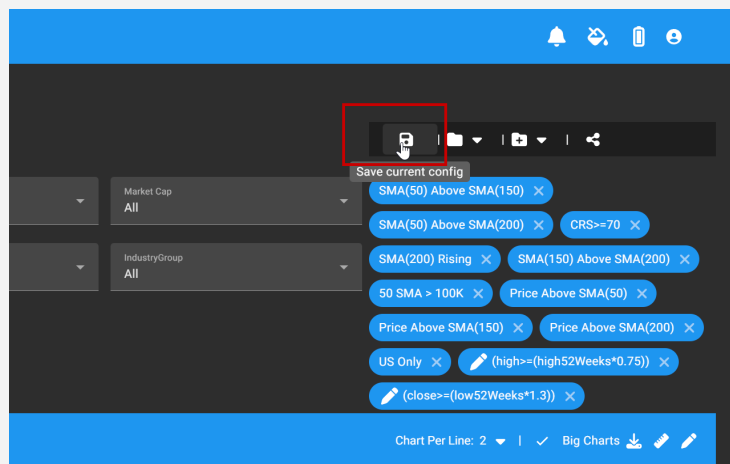 Save current config
Market Cap
All
IndustryGroup
All
SMA(50) Above SMA(150)
SMA(50) Above SMA(200) CRS>=70
SMA(200) Rising SMA(150) Above SMA(200)
50 SMA > 100K Price Above SMA(50)
Price Above SMA(150) Price Above SMA(200)
US Only (high>=(high52Weeks*0.75))
(close>=(low52Weeks*1.3))
Chart Per Line: 2 Big Charts